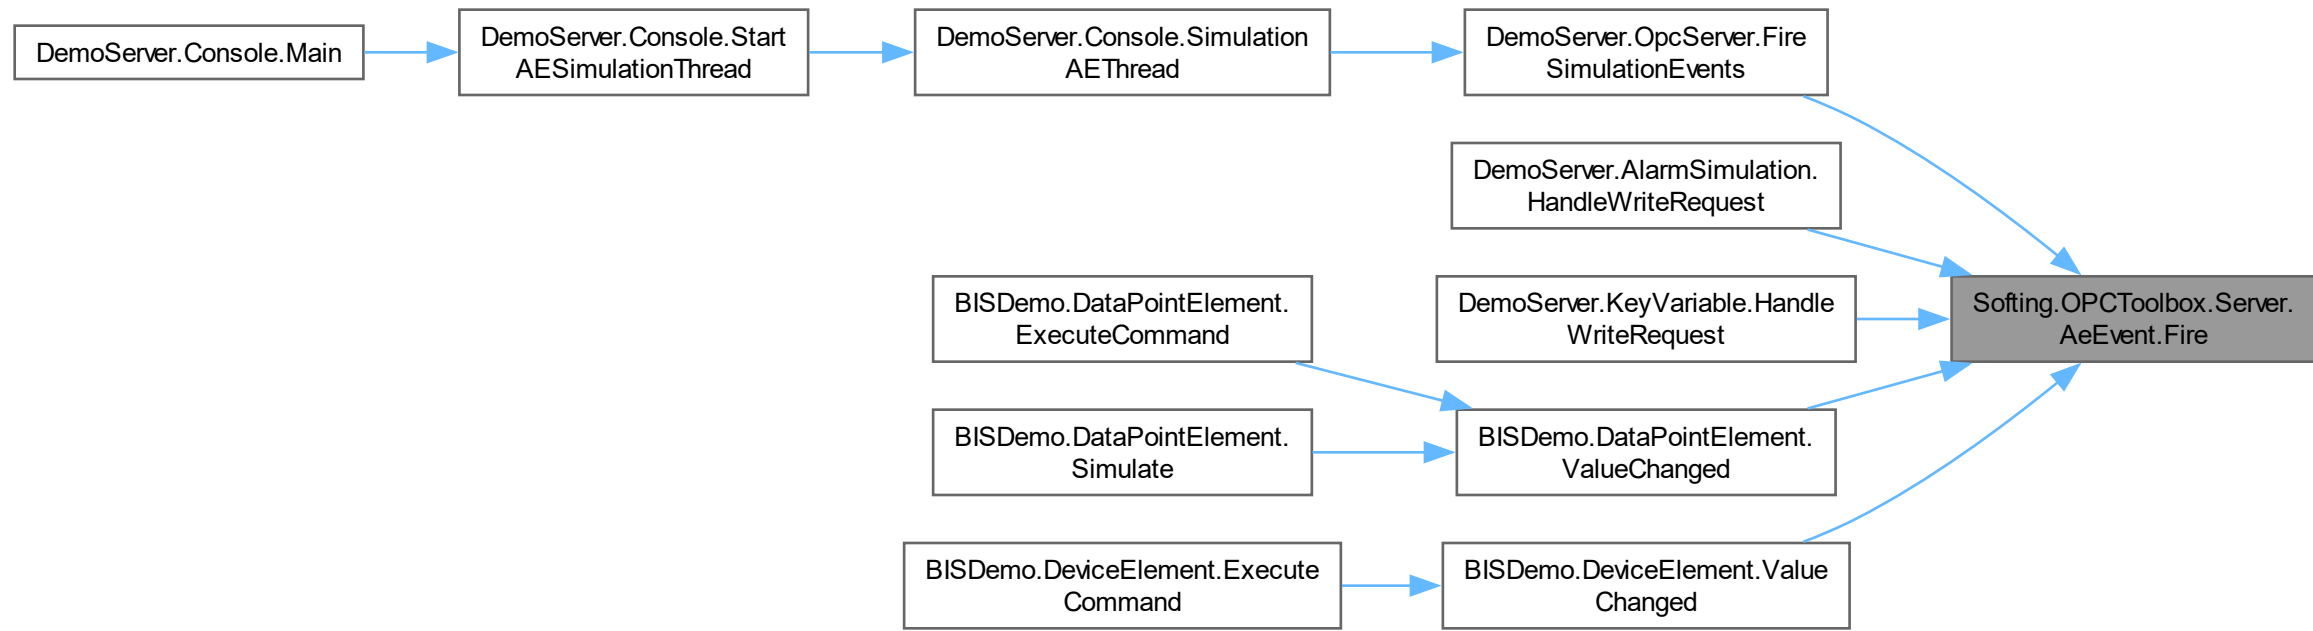 DemoServer.Console.Main
DemoServer.Console.Start
AESimulationThread
DemoServer.Console.Simulation
AEThread
DemoServer.OpcServer.Fire
SimulationEvents
DemoServer.AlarmSimulation.
HandleWriteRequest
BISDemo.DataPointElement.
ExecuteCommand
DemoServer.KeyVariable.Handle
WriteRequest
Softing.OPCToolbox.Server.
AeEvent.Fire
BISDemo.DataPointElement.
Simulate
BISDemo.DataPointElement.
ValueChanged
BISDemo.DeviceElement.Execute
Command
BISDemo.DeviceElement.Value
Changed